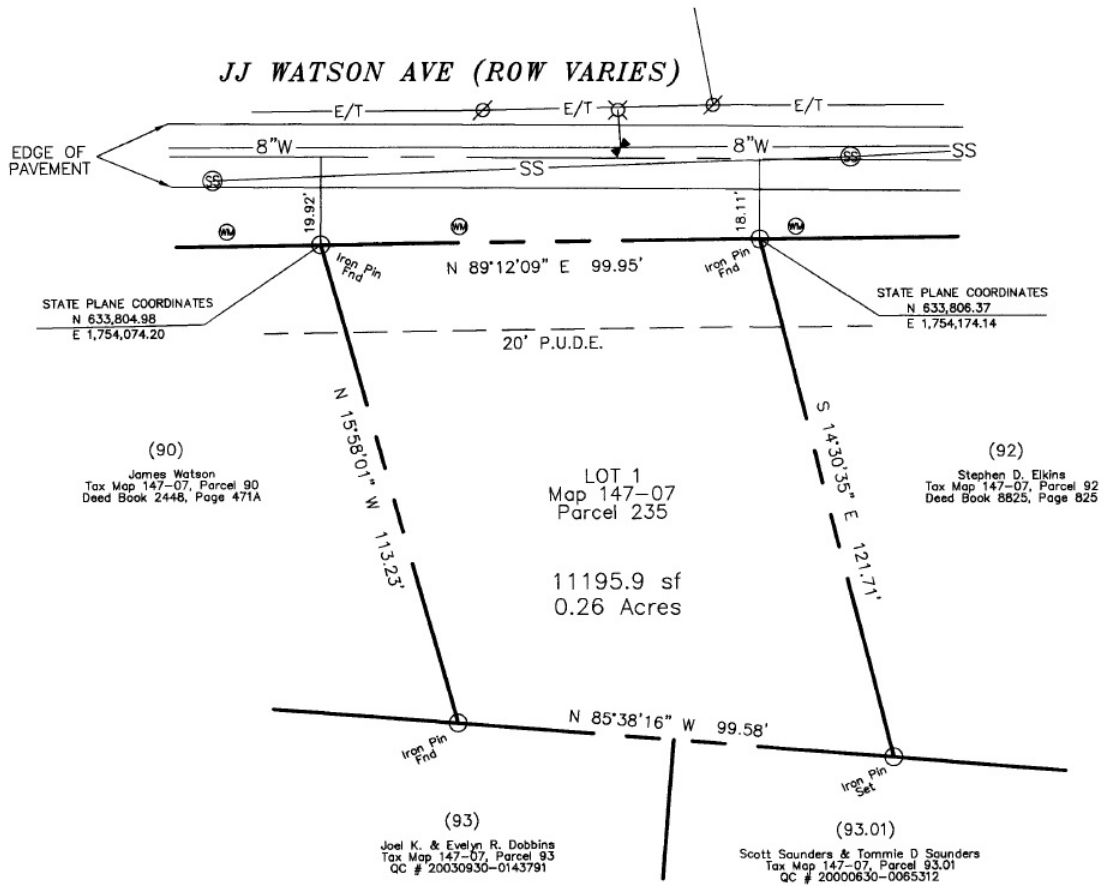 JJ WATSON AVE (ROW VARIES)
E/T
E/T
E/T
EDGE OF
PAVEMENT
8"W
8"W
SS
SS
SS
SS
19.92'
18.11'
WM
WM
WM
Iron Pin
Fnd
N 89°12'09" E 99.95'
Iron Pin
Fnd
STATE PLANE COORDINATES
N 633,804.98
E 1,754,074.20
STATE PLANE COORDINATES
N 633,806.37
E 1,754,174.14
20' P.U.D.E.
N 15°58'01" W 113.23'
S 14°30'35" E 121.71'
(90)
James Watson
Tax Map 147-07, Parcel 90
Deed Book 2448, Page 471A
LOT 1
Map 147-07
Parcel 235
11195.9 sf
0.26 Acres
(92)
Stephen D. Elkins
Tax Map 147-07, Parcel 92
Deed Book 8825, Page 825
N 85°38'16" W 99.58'
Iron Pin
Fnd
Iron Pin
Set
(93)
Joel K. & Evelyn R. Dobbins
Tax Map 147-07, Parcel 93
QC # 20030930-0143791
(93.01)
Scott Saunders & Tommie D Saunders
Tax Map 147-07, Parcel 93.01
QC # 20000630-0065312